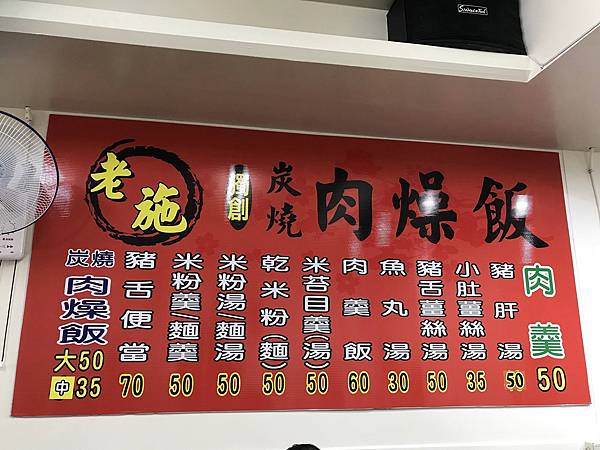 老施
獨創
炭燒
肉燥飯
炭燒
肉燥飯
大50
中35
豬舌便當
70
米粉羹/麵羹
50
米粉湯/麵湯
50
乾米粉(麵)
50
米苔目羹(湯)
50
肉羹飯
60
魚丸湯
30
豬舌薑絲湯
50
小肚薑絲湯
35
豬肝湯
50
肉羹
50